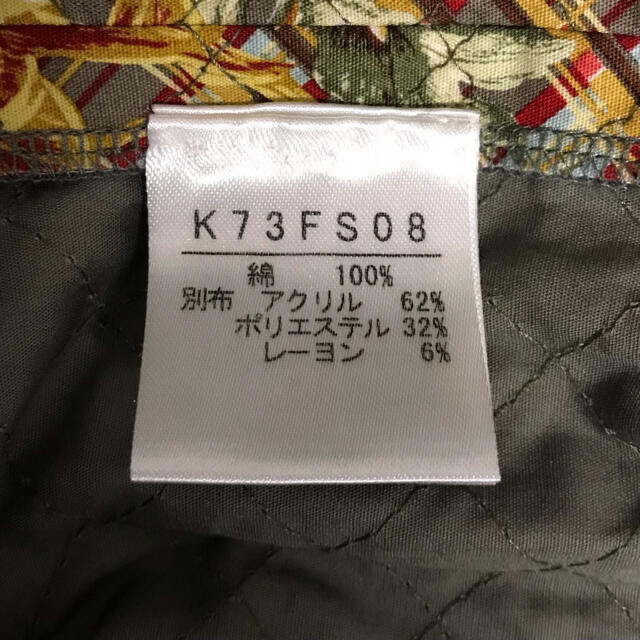 K73FS08
綿 100%
別布 アクリル 62%
ポリエステル 32%
レーヨン 6%